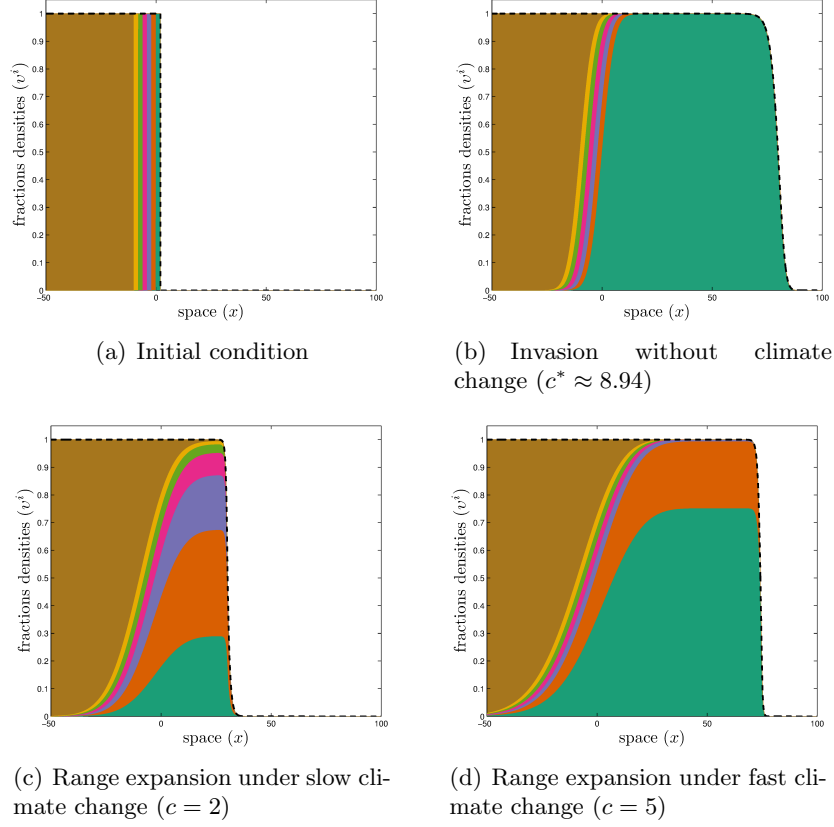 1
0.9
0.8
0.7
0.6
0.5
0.4
0.3
0.2
0.1
0
fractions densities (υⁱ)
-50 0 50 100
space (x)
(a) Initial condition
1
0.9
0.8
0.7
0.6
0.5
0.4
0.3
0.2
0.1
0
fractions densities (υⁱ)
-50 0 50 100
space (x)
(b) Invasion without climate
change (c* ≈ 8.94)
1
0.9
0.8
0.7
0.6
0.5
0.4
0.3
0.2
0.1
0
fractions densities (υⁱ)
-50 0 50 100
space (x)
(c) Range expansion under slow cli-
mate change (c = 2)
1
0.9
0.8
0.7
0.6
0.5
0.4
0.3
0.2
0.1
0
fractions densities (υⁱ)
-50 0 50 100
space (x)
(d) Range expansion under fast cli-
mate change (c = 5)